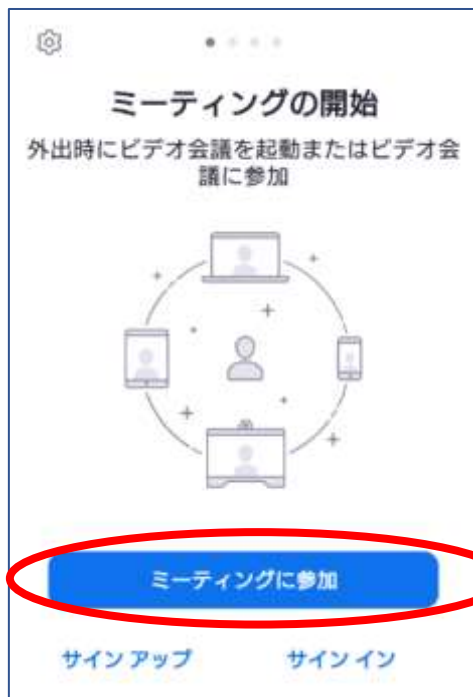 ミーティングの開始
外出時にビデオ会議を起動またはビデオ会
議に参加
ミーティングに参加
サイン アップ サイン イン